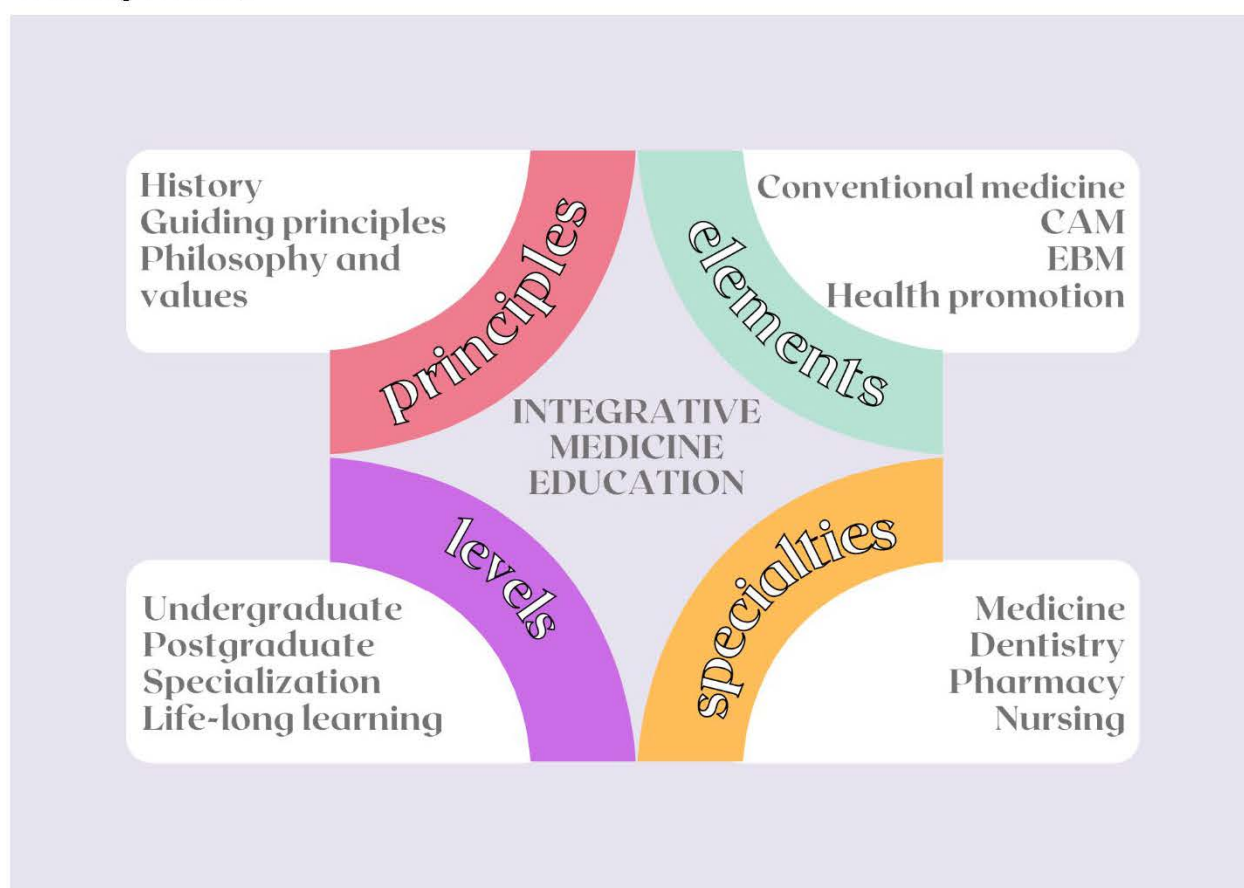 History
Guiding principles
Philosophy and
values
principles
Conventional medicine
CAM
EBM
Health promotion
elements
INTEGRATIVE
MEDICINE
EDUCATION
levels
Undergraduate
Postgraduate
Specialization
Life-long learning
specialties
Medicine
Dentistry
Pharmacy
Nursing